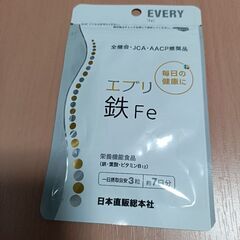 EVERY
全機会・JCA・AACP推奨品
エブリ
鉄 Fe
毎日の
健康に
栄養機能食品
(鉄・葉酸・ビタミンB12)
一日摂取目安3粒
約7日分
日本直販総本社